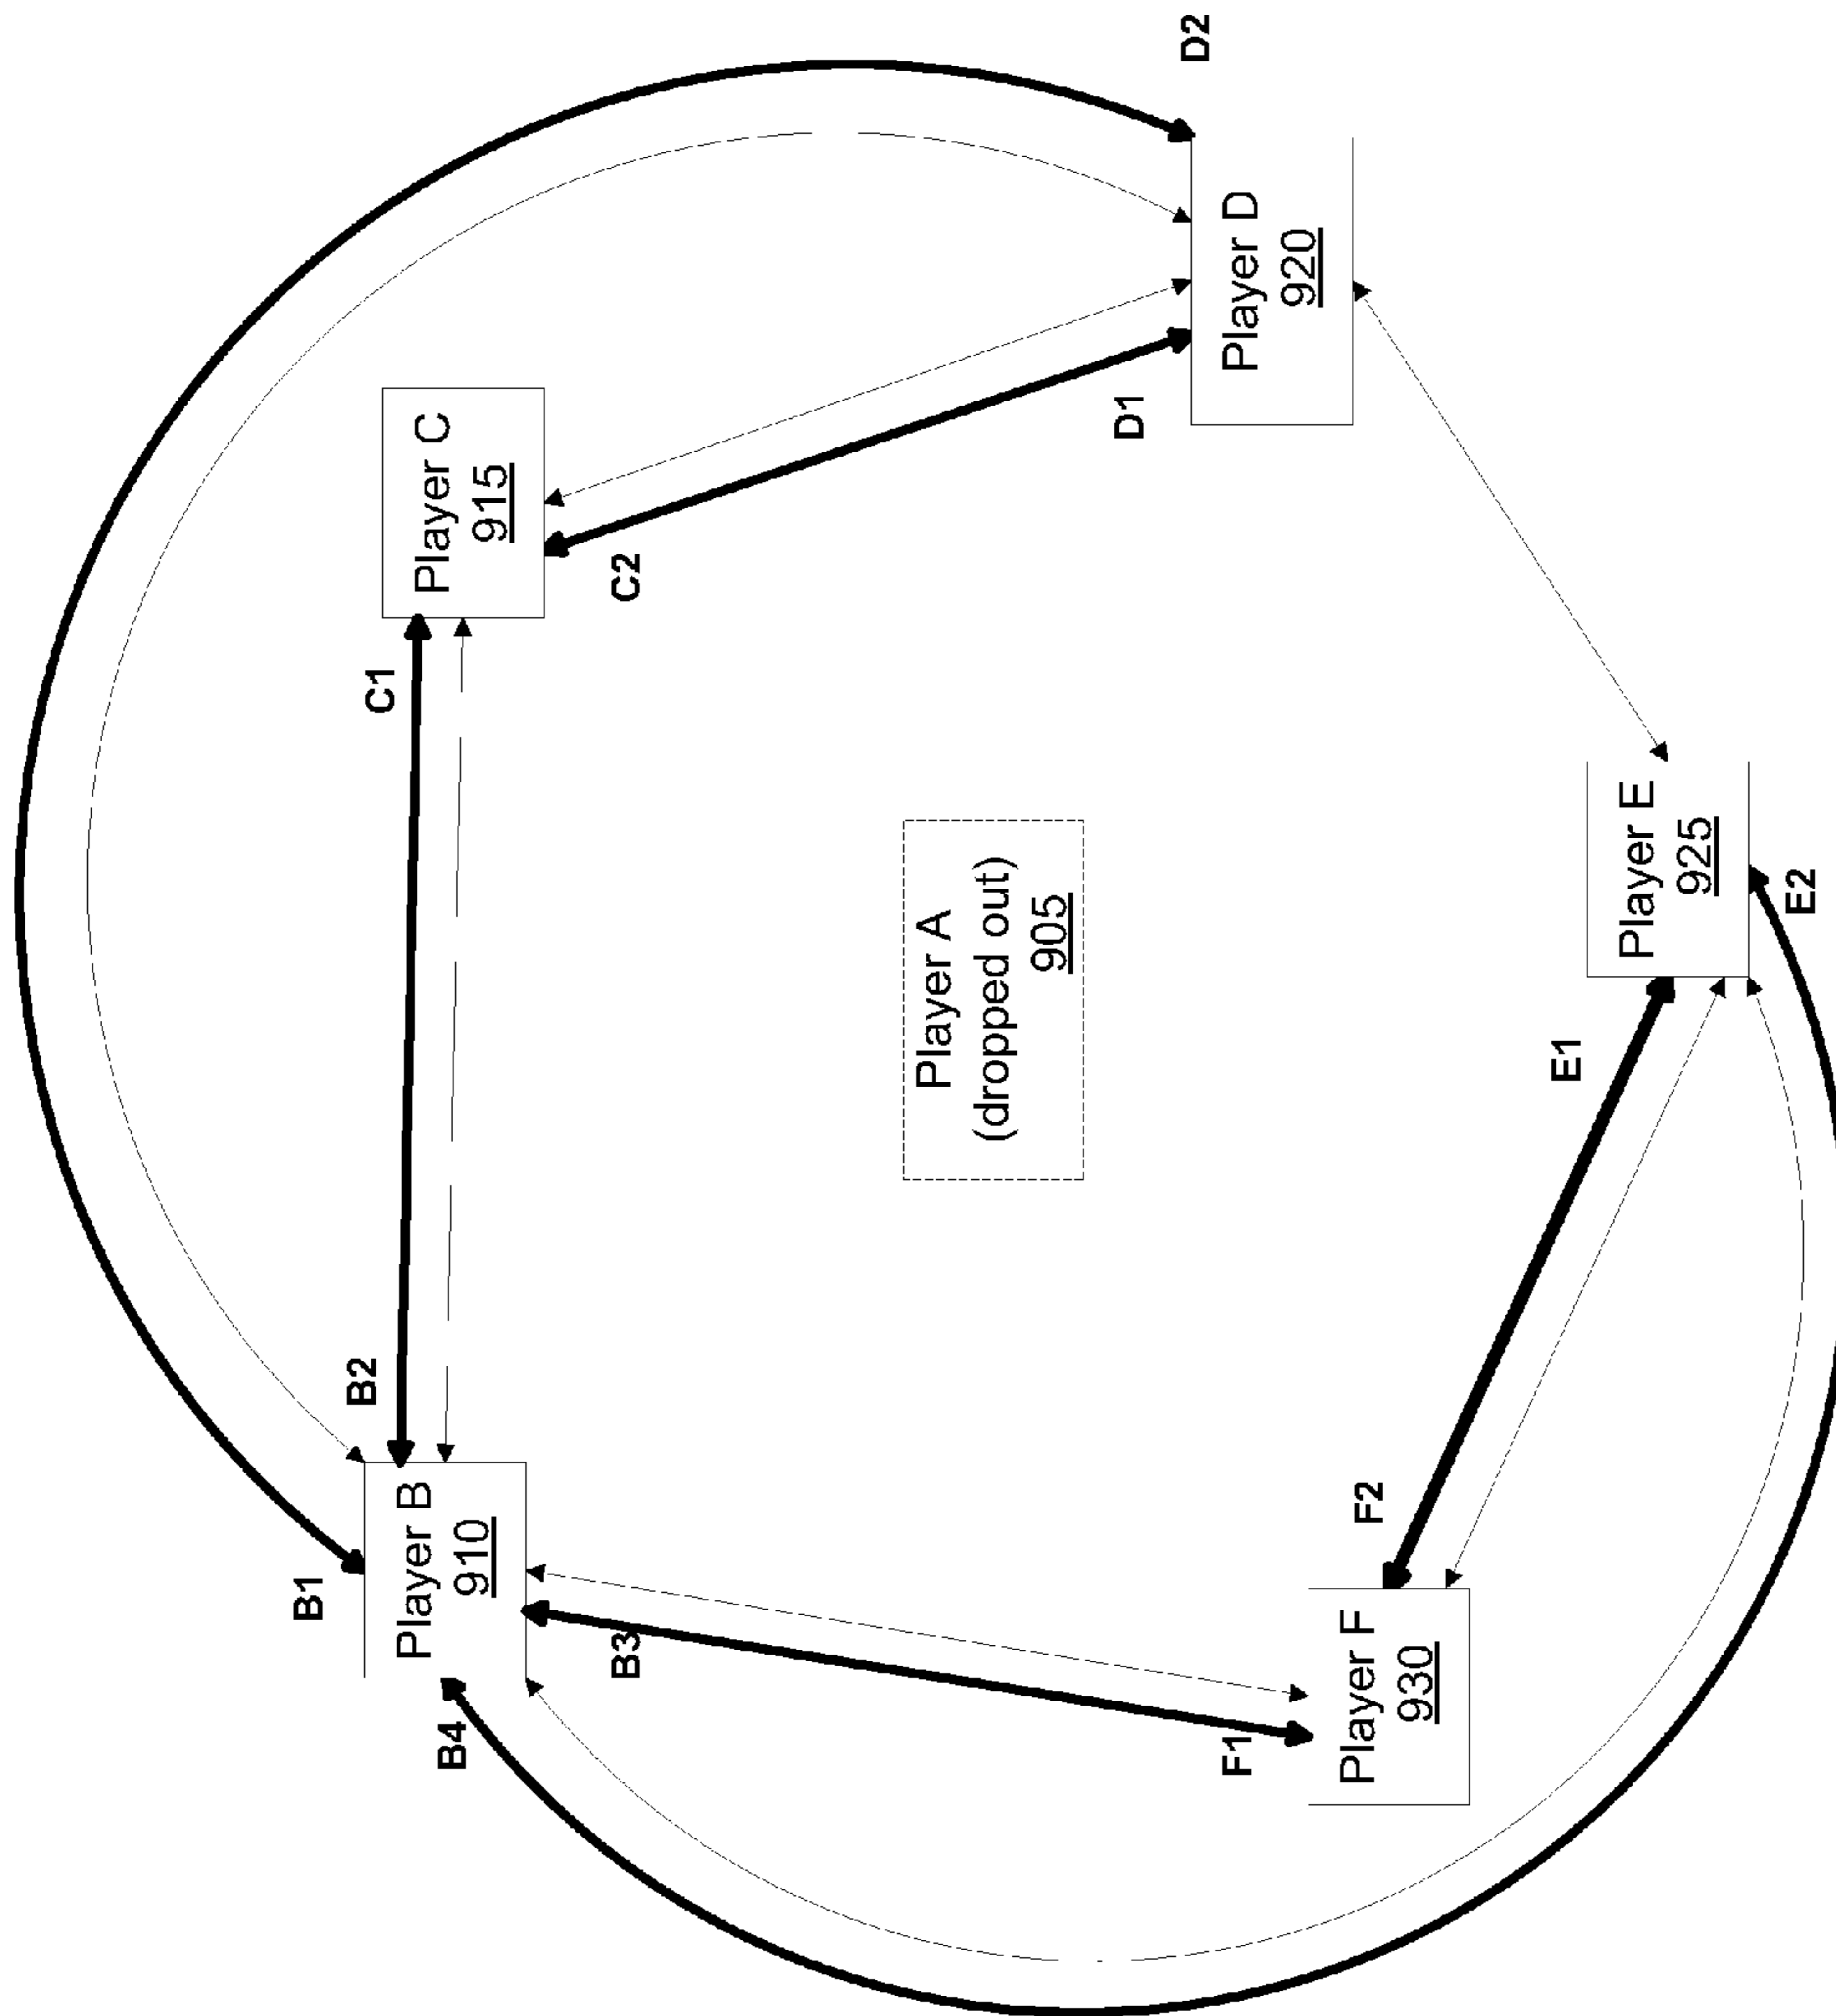 B1
Player B
910
B2
B3
B4
C1
Player C
915
C2
D2
Player D
920
D1
Player A
(dropped out)
905
F1
Player F
930
F2
E1
Player E
925
E2